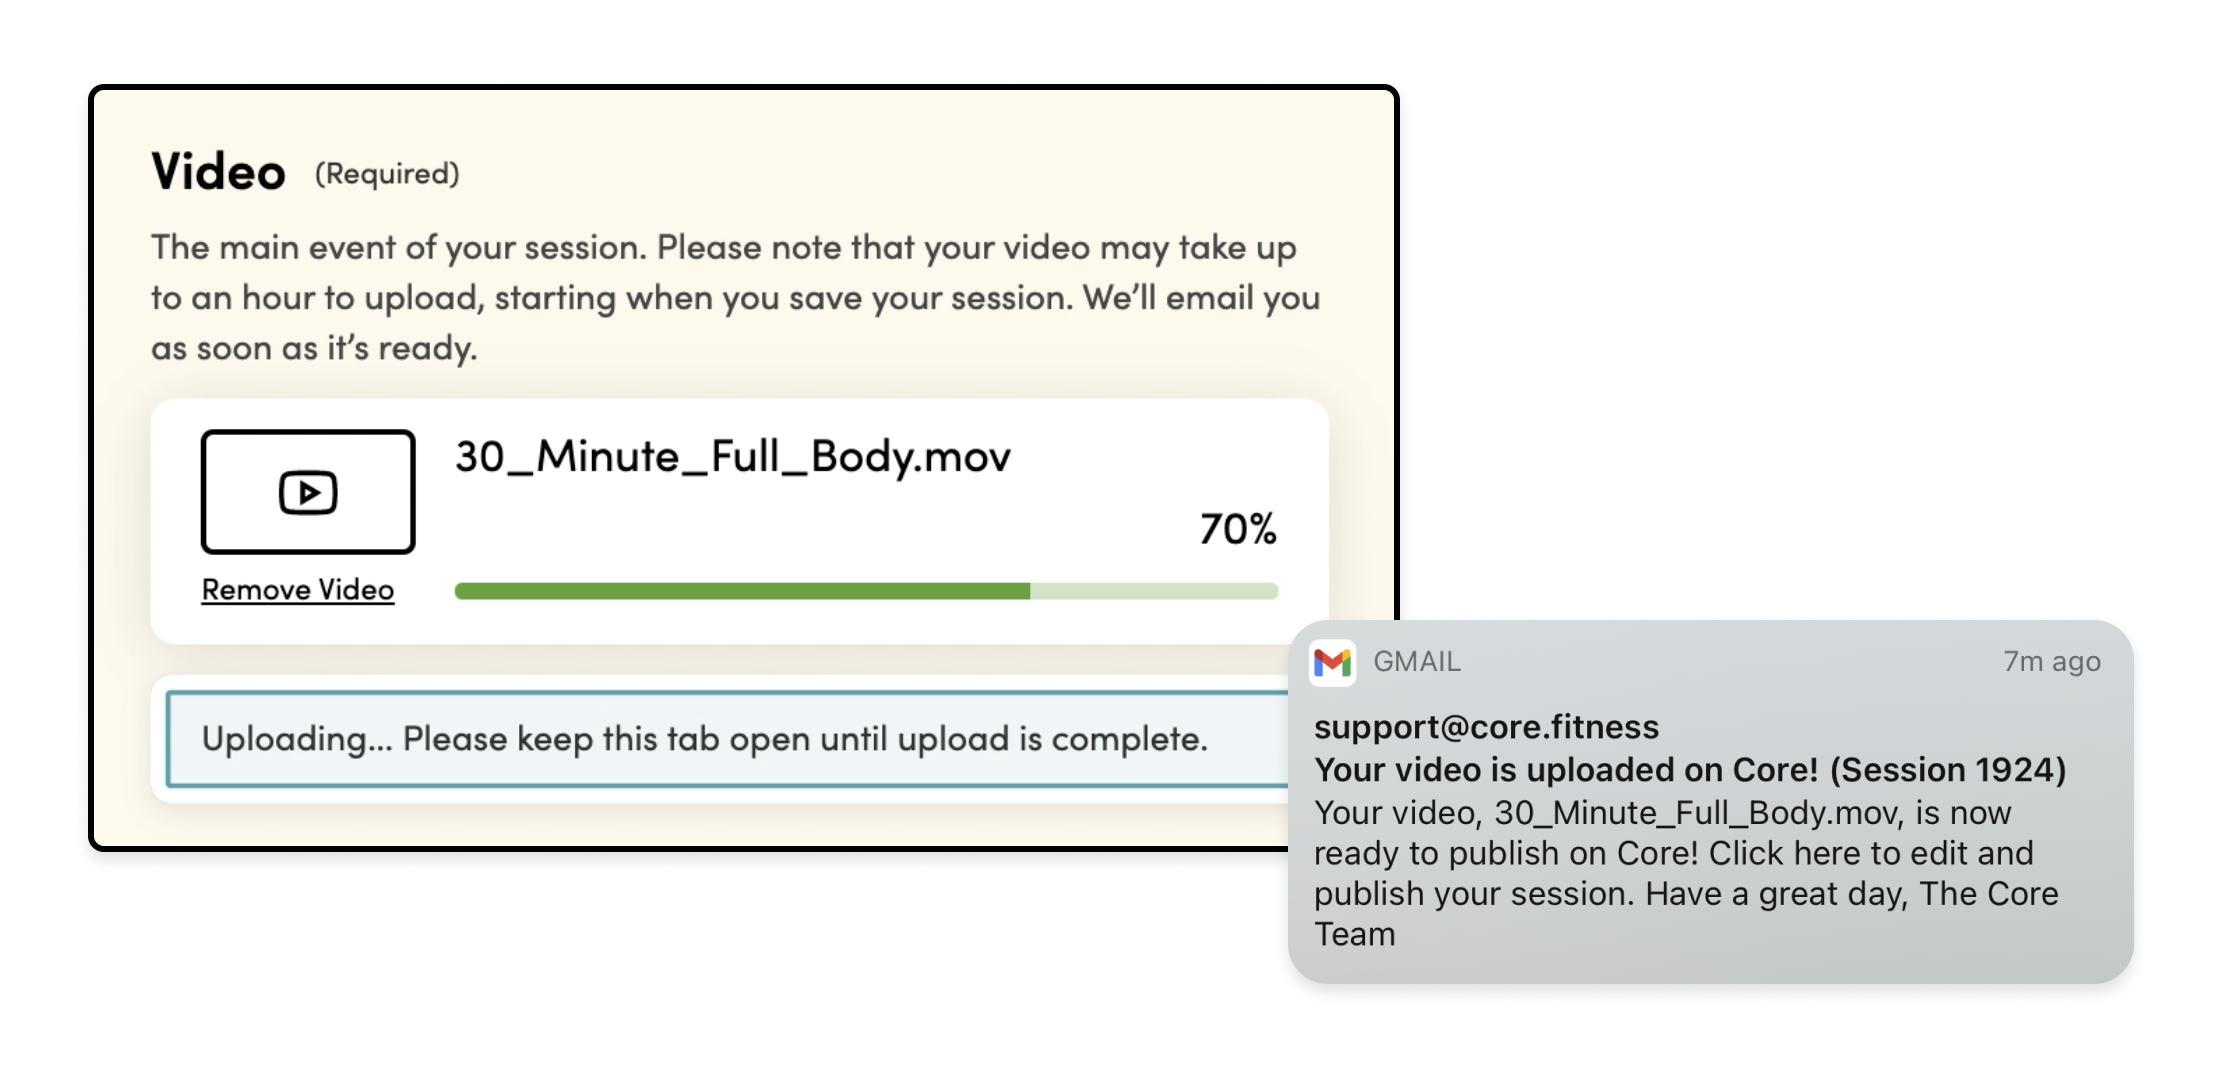 Video (Required)
The main event of your session. Please note that your video may take up
to an hour to upload, starting when you save your session. We’ll email you
as soon as it’s ready.
30_Minute_Full_Body.mov
70%
Remove Video
Uploading... Please keep this tab open until upload is complete.
GMAIL 7m ago
support@core.fitness
Your video is uploaded on Core! (Session 1924)
Your video, 30_Minute_Full_Body.mov, is now
ready to publish on Core! Click here to edit and
publish your session. Have a great day, The Core
Team